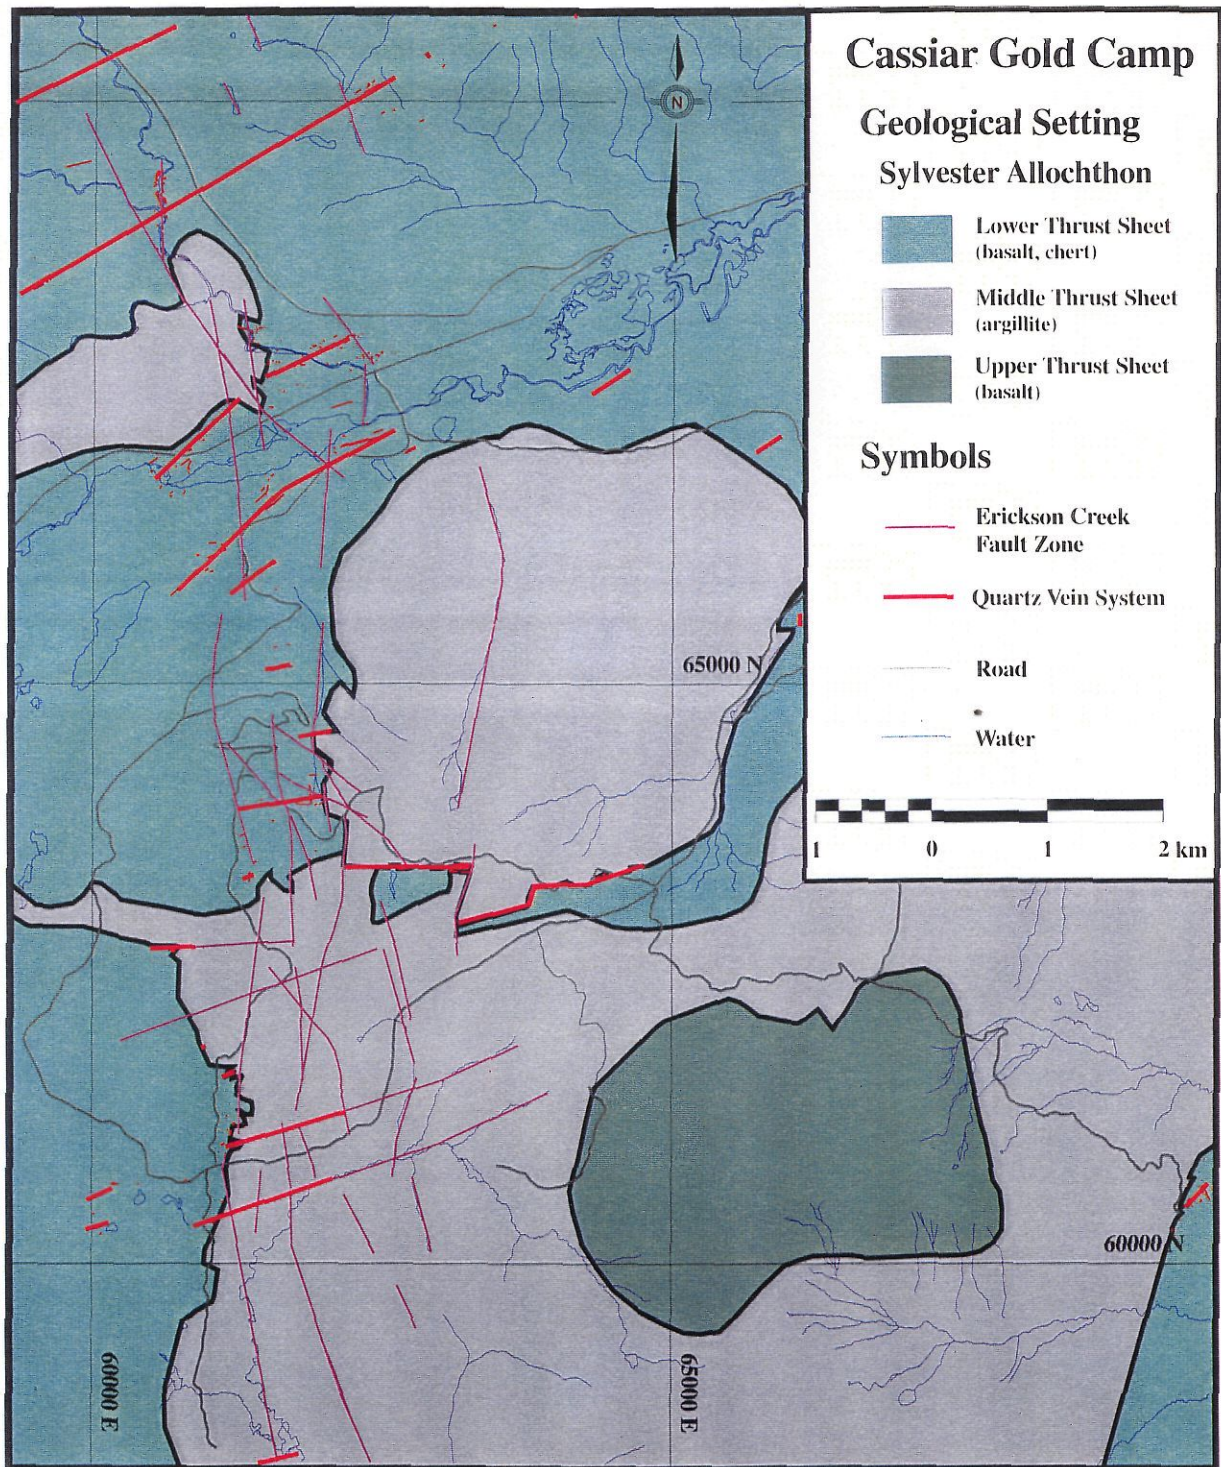 Cassiar Gold Camp
Geological Setting
Sylvester Allochthon
Lower Thrust Sheet
(basalt, chert)
Middle Thrust Sheet
(argillite)
Upper Thrust Sheet
(basalt)
Symbols
Erickson Creek
Fault Zone
Quartz Vein System
Road
Water
1 0 1 2 km
N
65000 N
60000 N
60000 E
65000 E